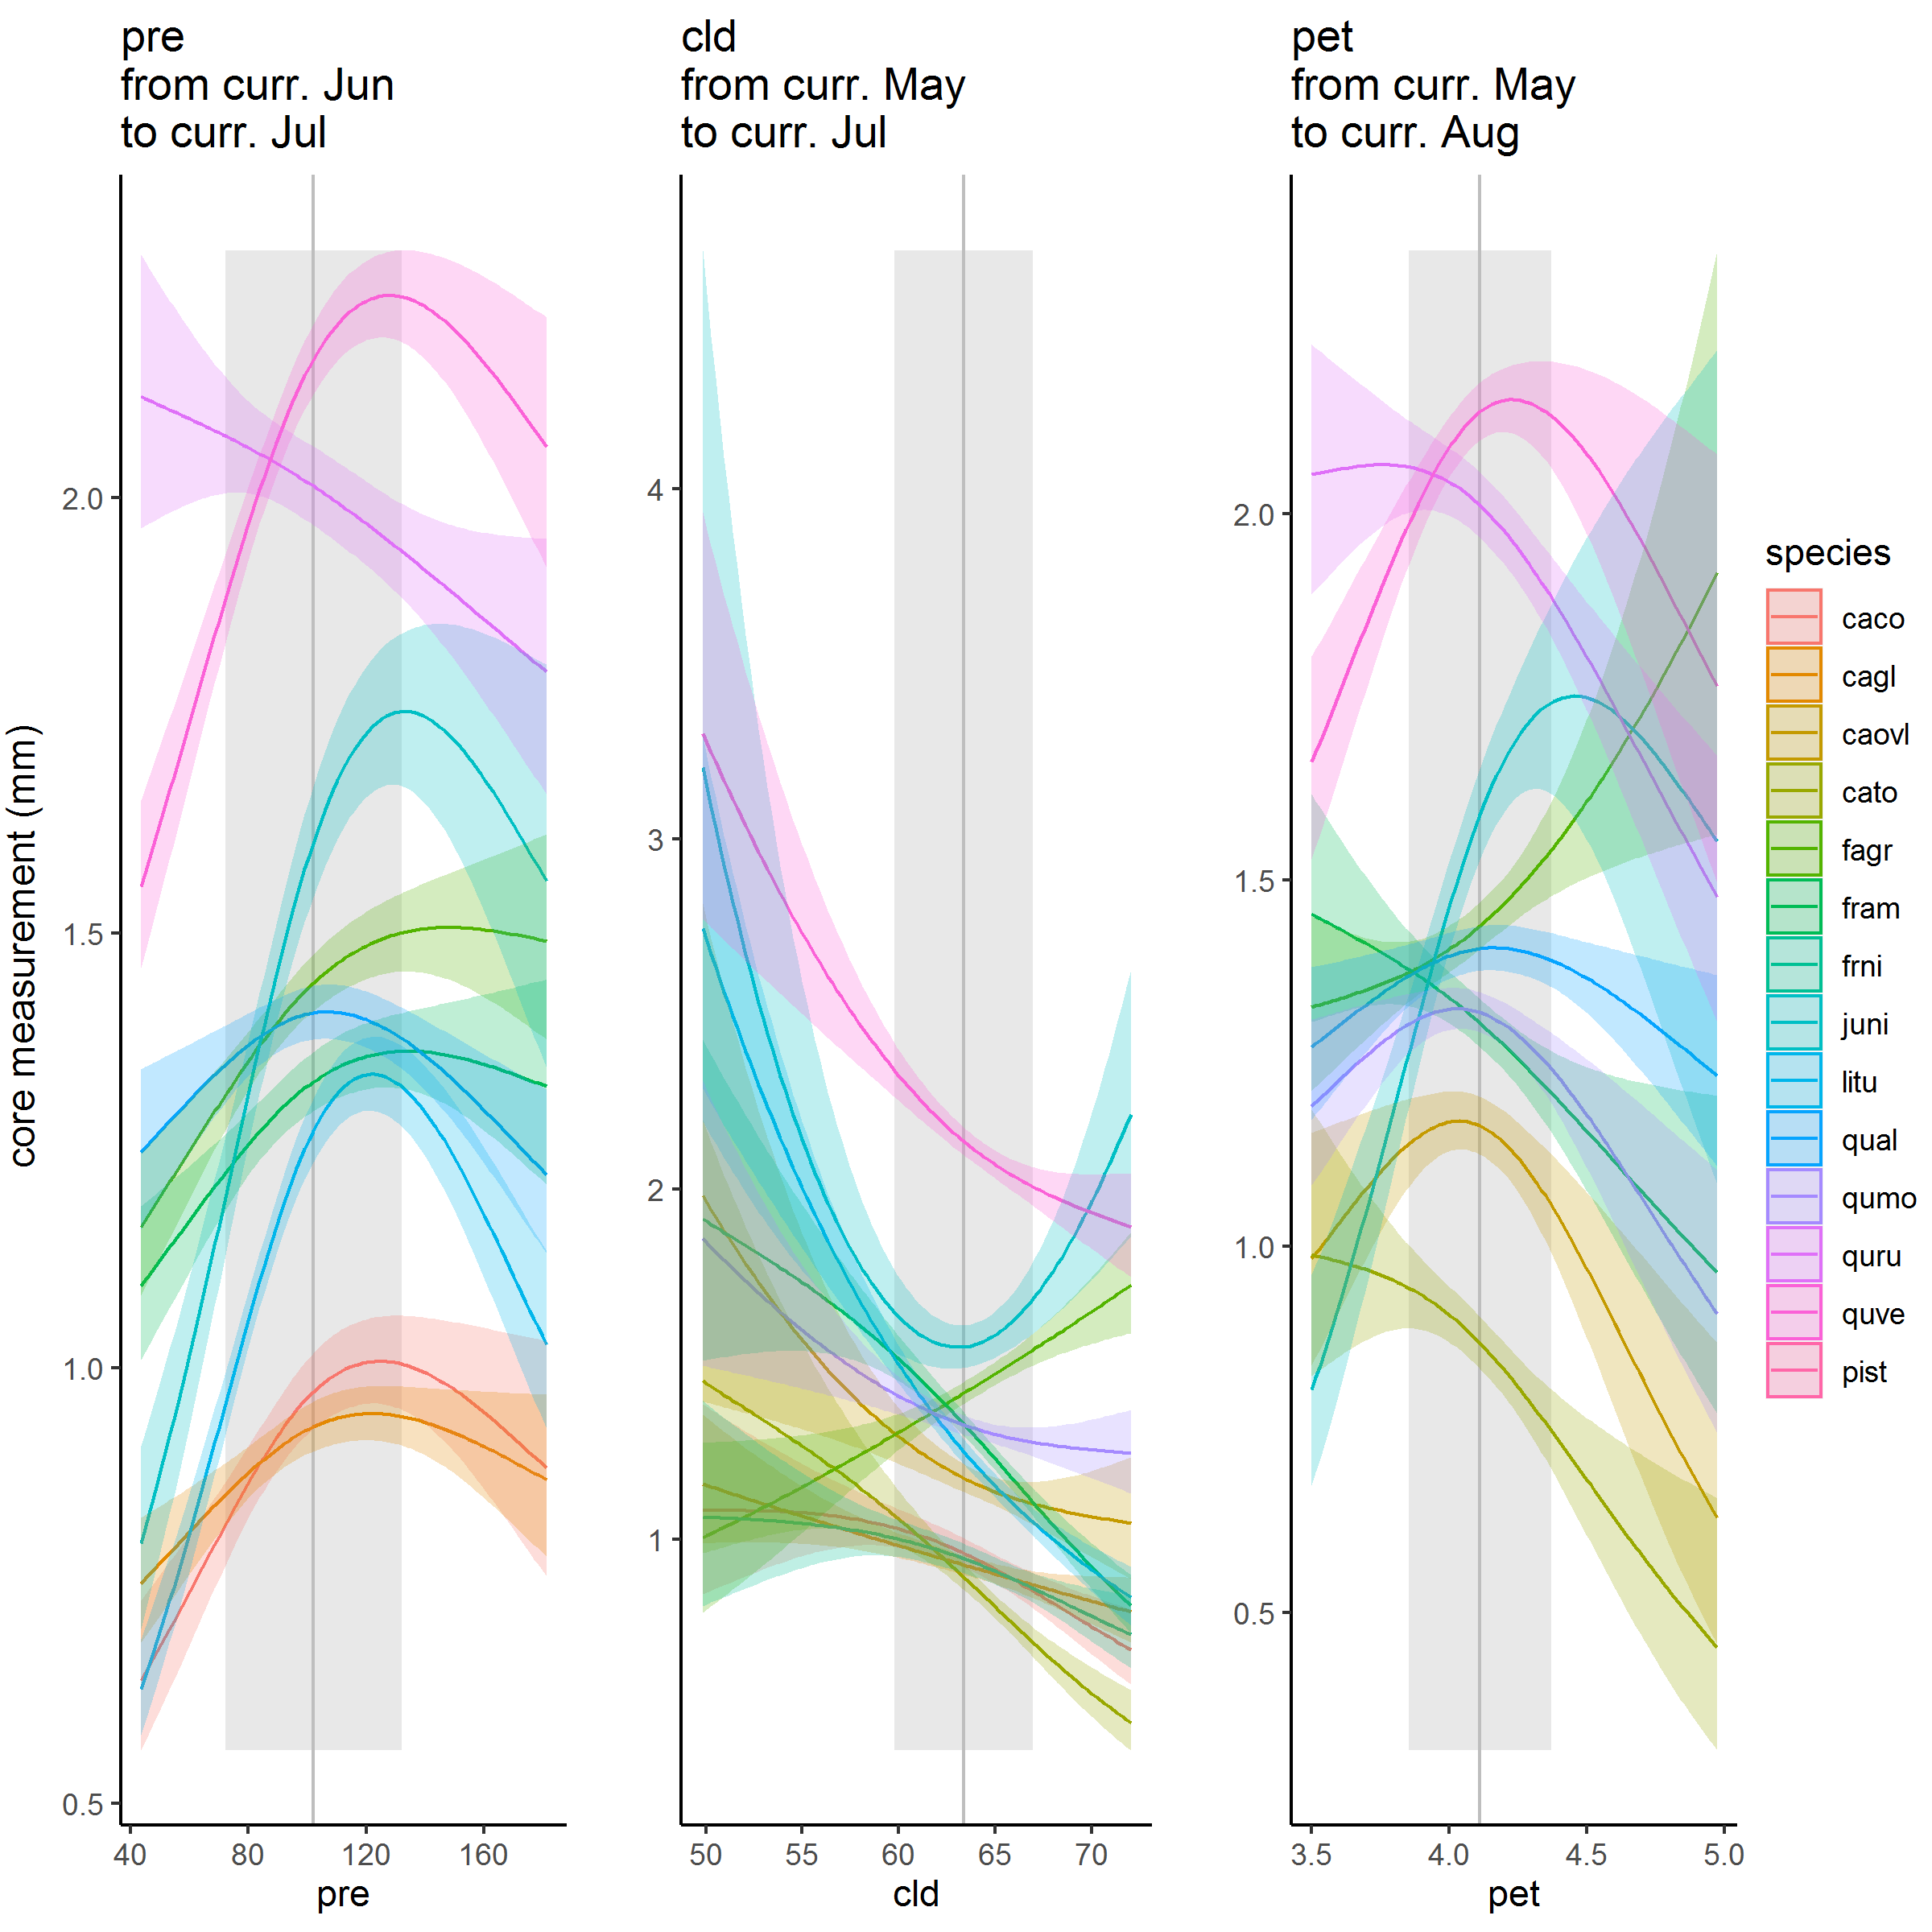 pre
from curr. Jun
to curr. Jul
cld
from curr. May
to curr. Jul
pet
from curr. May
to curr. Aug
core measurement (mm)
2.0
1.5
1.0
0.5
40 80 120 160
pre
4
3
2
1
50 55 60 65 70
cld
2.0
1.5
1.0
0.5
3.5 4.0 4.5 5.0
pet
species
caco
cagl
caovl
cato
fagr
fram
frni
juni
litu
qual
qumo
quru
quve
pist